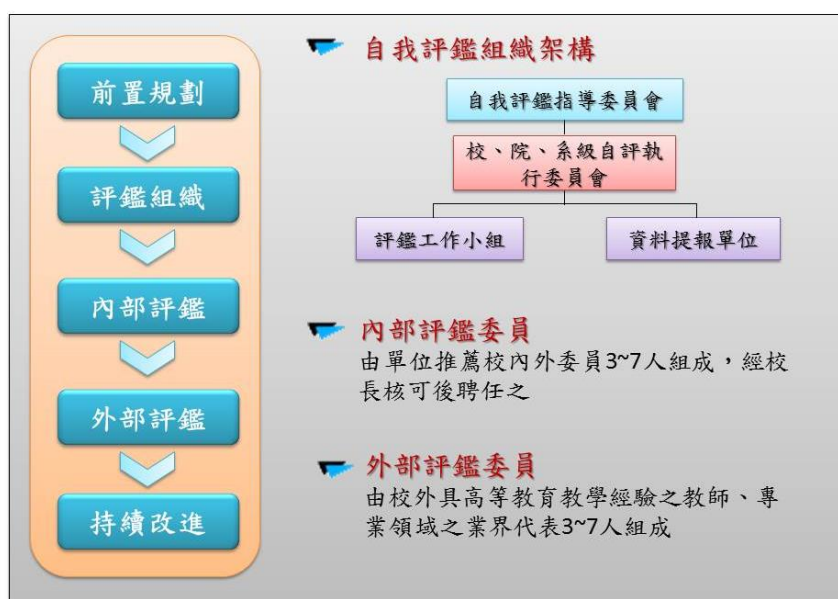 前置規劃
評鑑組織
內部評鑑
外部評鑑
持續改進
自我評鑑組織架構
自我評鑑指導委員會
校、院、系級自評執
行委員會
評鑑工作小組
資料提報單位
內部評鑑委員
由單位推薦校內外委員3~7人組成，經校
長核可後聘任之
外部評鑑委員
由校外具高等教育教學經驗之教師、專
業領域之業界代表3~7人組成